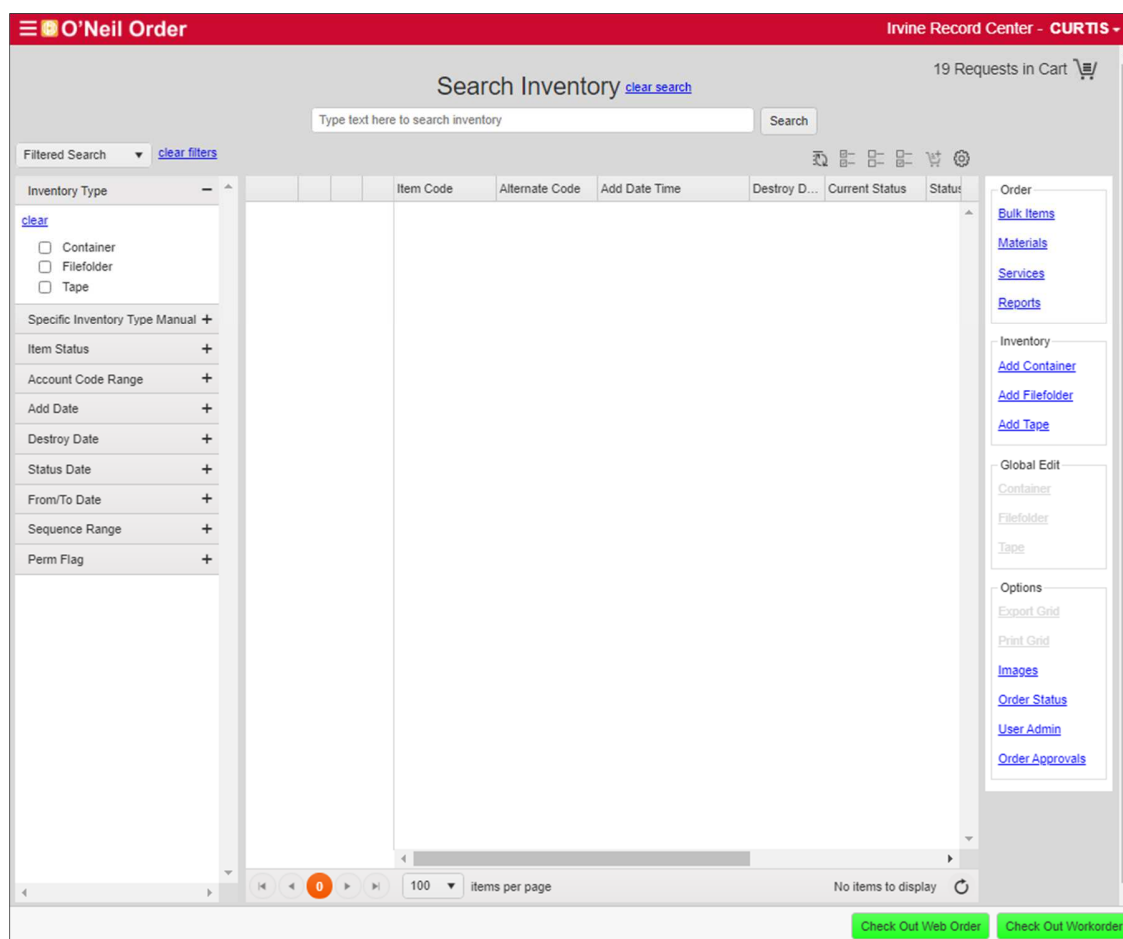 O'Neil Order
Irvine Record Center - CURTIS
19 Requests in Cart
Search Inventory clear search
Type text here to search inventory
Search
Filtered Search
clear filters
Inventory Type
clear
Container
Filefolder
Tape
Specific Inventory Type Manual
Item Status
Account Code Range
Add Date
Destroy Date
Status Date
From/To Date
Sequence Range
Perm Flag
Item Code
Alternate Code
Add Date Time
Destroy D...
Current Status
Status
0
100
items per page
No items to display
Order
Bulk Items
Materials
Services
Reports
Inventory
Add Container
Add Filefolder
Add Tape
Global Edit
Container
Filefolder
Tape
Options
Export Grid
Print Grid
Images
Order Status
User Admin
Order Approvals
Check Out Web Order
Check Out Workorder